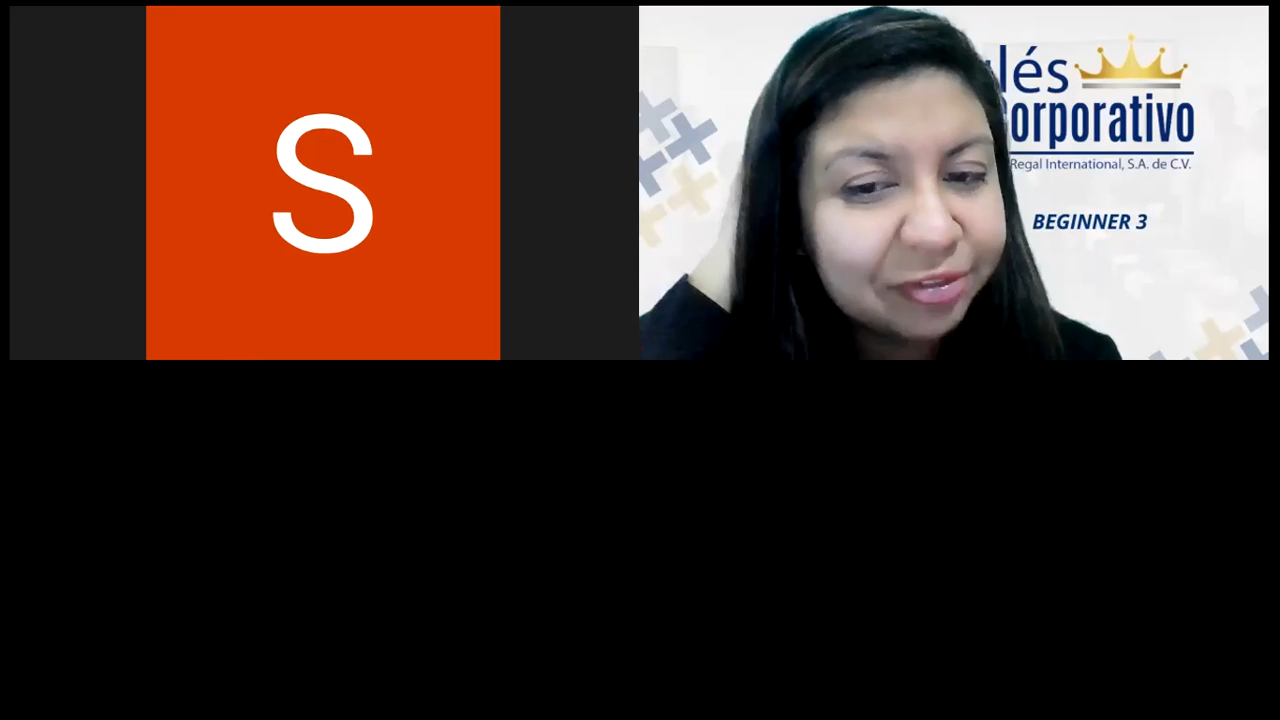 S
lés
orporativo
Regal International, S.A. de C.V.
BEGINNER 3